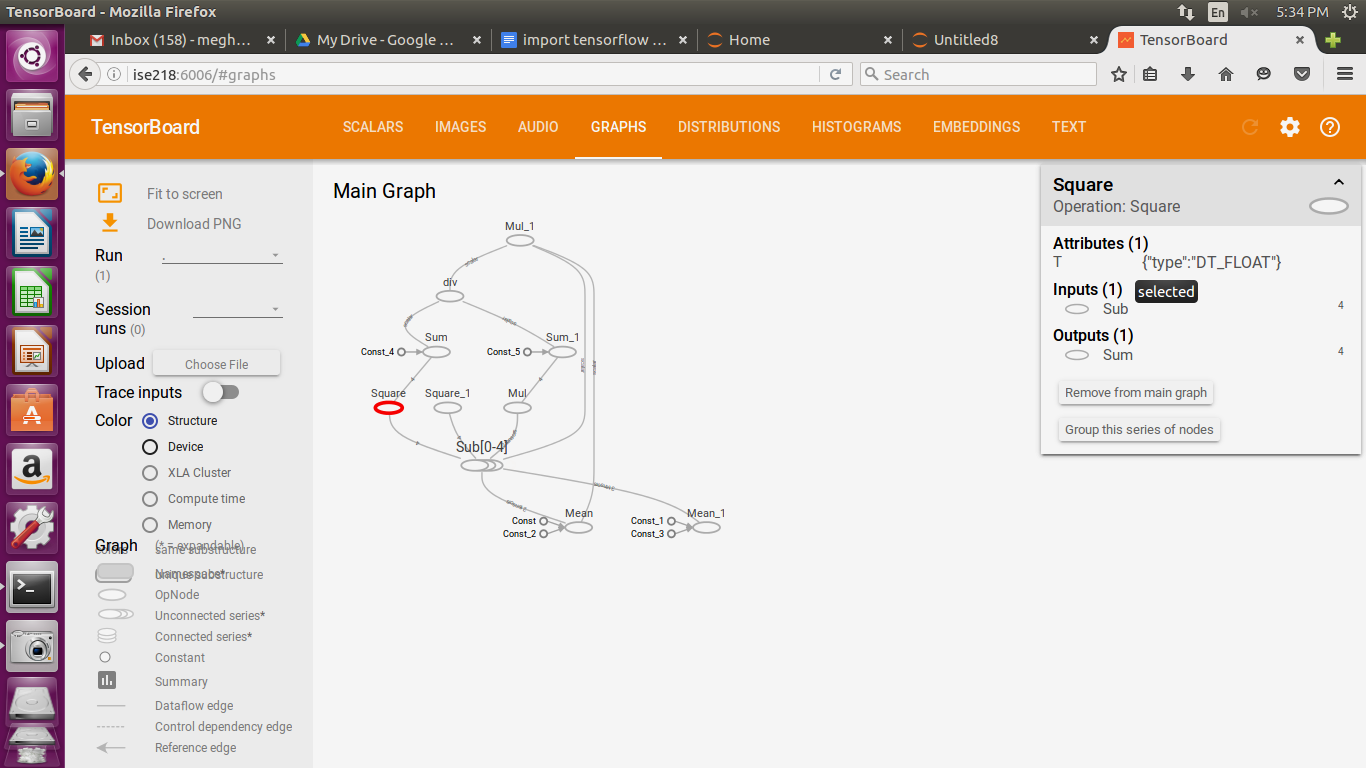 TensorBoard - Mozilla Firefox
En
5:34 PM
Inbox (158) - megh...
My Drive - Google ...
import tensorflow ...
Home
Untitled8
TensorBoard
ise218:6006/#graphs
Search
TensorBoard
SCALARS
IMAGES
AUDIO
GRAPHS
DISTRIBUTIONS
HISTOGRAMS
EMBEDDINGS
TEXT
Fit to screen
Download PNG
Run
(1)
.
Session
runs (0)
Upload
Choose File
Trace inputs
Color
Structure
Device
XLA Cluster
Compute time
Memory
Graph
(* = expandable)
colors
same substructure
Namespace*
unique substructure
OpNode
Unconnected series*
Connected series*
Constant
Summary
Dataflow edge
Control dependency edge
Reference edge
Main Graph
Mul_1
div
Sum
Sum_1
Const_4
Const_5
Square
Square_1
Mul
Sub[0-4]
Mean
Mean_1
Const
Const_1
Const_2
Const_3
Square
Operation: Square
Attributes (1)
T
{"type":"DT_FLOAT"}
Inputs (1)
selected
Sub
4
Outputs (1)
Sum
4
Remove from main graph
Group this series of nodes